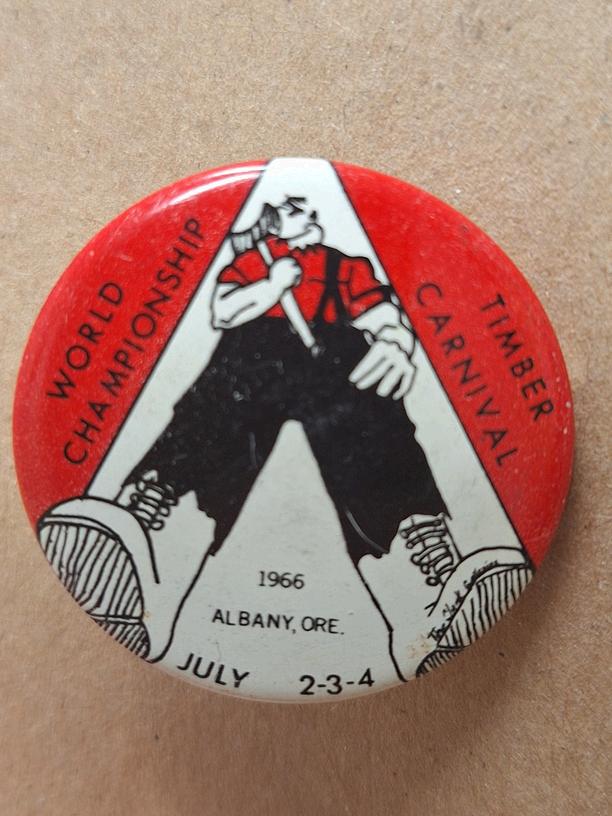 WORLD
CHAMPIONSHIP
TIMBER
CARNIVAL
1966
ALBANY, ORE.
JULY 2-3-4